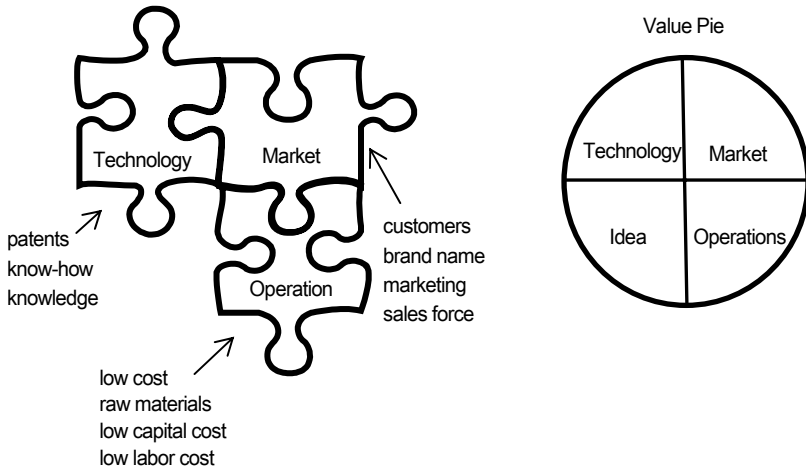 Value Pie
Technology
Market
patents
know-how
knowledge
Operation
customers
brand name
marketing
sales force
low cost
raw materials
low capital cost
low labor cost
Technology
Market
Idea
Operations